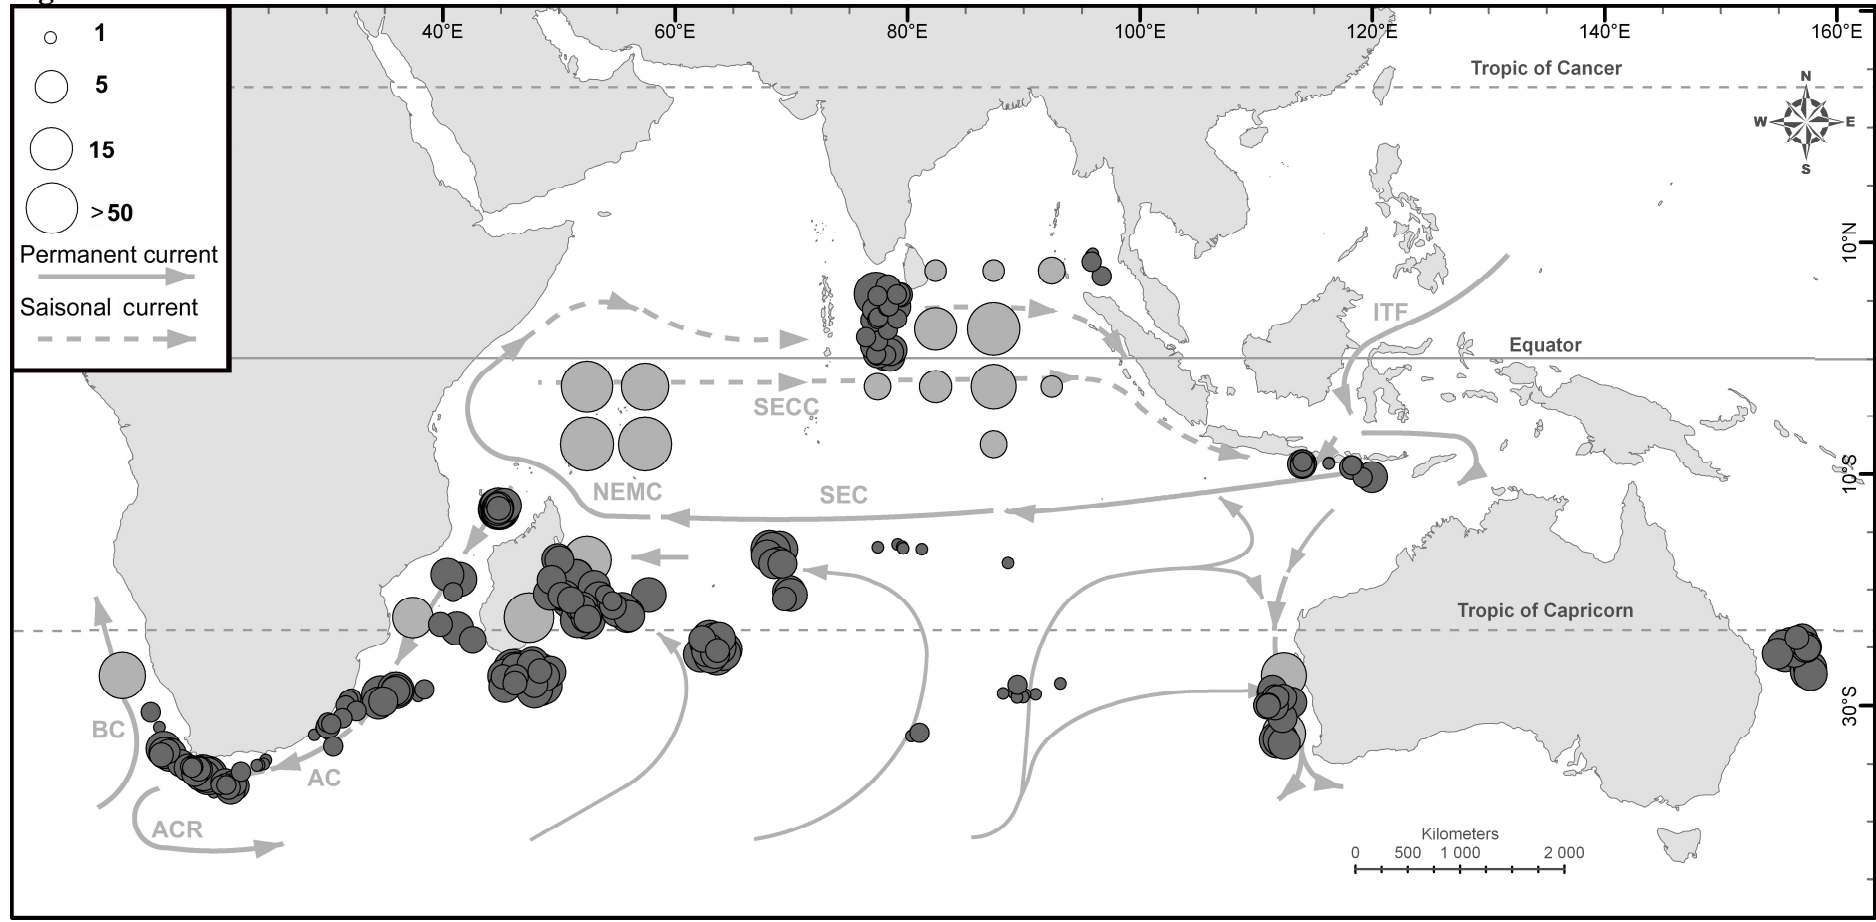 1
5
15
>50
Permanent current
Saisonal current
40°E
60°E
80°E
100°E
120°E
140°E
160°E
Tropic of Cancer
N
W
E
S
10°N
ITF
Equator
SECC
NEMC
SEC
10°S
Tropic of Capricorn
30°S
BC
AC
ACR
Kilometers
0 500 1 000 2 000